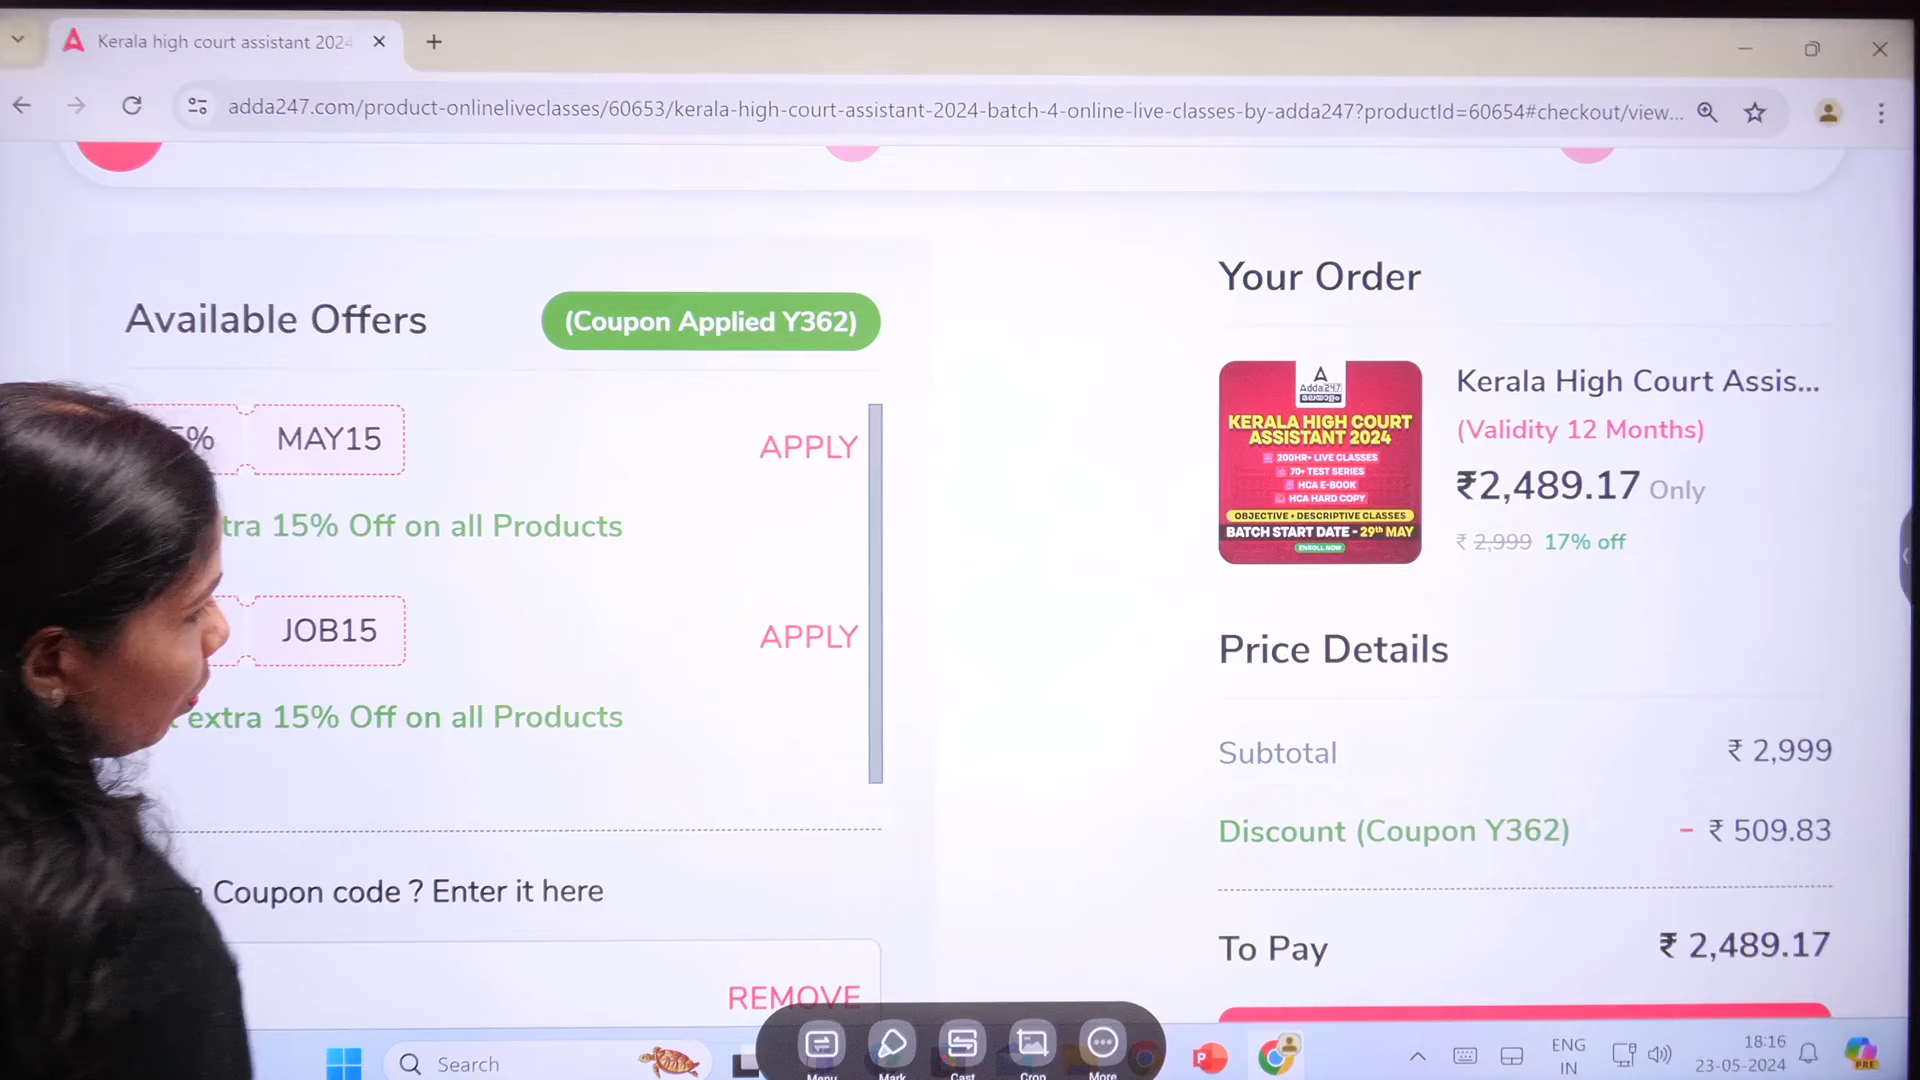 Kerala high court assistant 2024
adda247.com/product-onlineliveclasses/60653/kerala-high-court-assistant-2024-batch-4-online-live-classes-by-adda247?productId=60654#checkout/view...
Available Offers
(Coupon Applied Y362)
5%
MAY15
APPLY
tra 15% Off on all Products
JOB15
APPLY
extra 15% Off on all Products
Coupon code ? Enter it here
REMOVE
Your Order
Adda247
മലയാളം
KERALA HIGH COURT
ASSISTANT 2024
200HR+ LIVE CLASSES
70+ TEST SERIES
HCA E-BOOK
HCA HARD COPY
OBJECTIVE + DESCRIPTIVE CLASSES
BATCH START DATE - 29th MAY
ENROLL NOW
Kerala High Court Assis...
(Validity 12 Months)
₹2,489.17 Only
₹ 2,999 17% off
Price Details
Subtotal ₹ 2,999
Discount (Coupon Y362) - ₹ 509.83
To Pay ₹ 2,489.17
Search
Menu
Mark
Cast
Crop
More
ENG
IN
18:16
23-05-2024
PRE